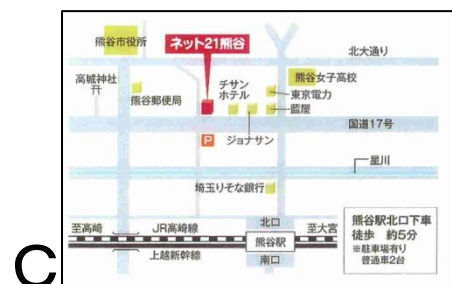 熊谷市役所
ネット21熊谷
北大通り
高城神社
熊谷郵便局
チサン
ホテル
熊谷女子高校
東京電力
藍屋
国道17号
P
ジョナサン
星川
埼玉りそな銀行
至高崎
JR高崎線
北口
至大宮
熊谷駅
上越新幹線
南口
熊谷駅北口下車
徒歩 約5分
※駐車場有り
普通車2台
C